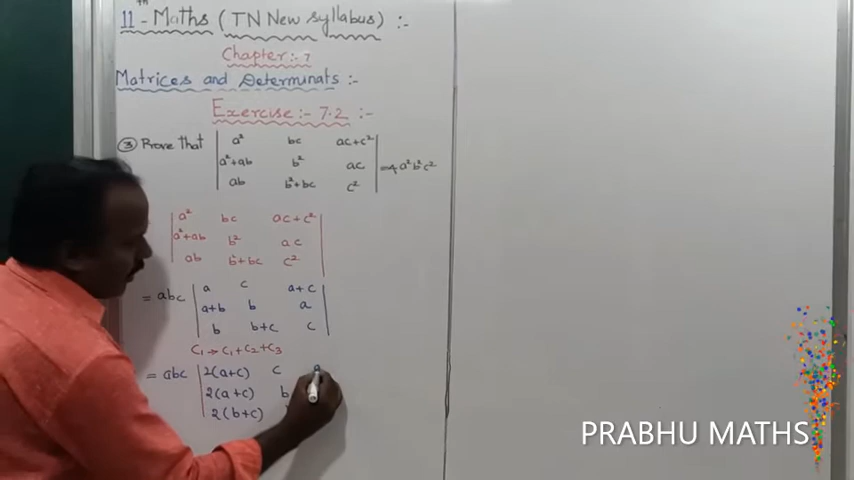 11th - Maths (TN New syllabus) :-
Chapter :- 7
Matrices and Determinats :-
Exercise :- 7.2 :-
③ Prove that | a² bc ac+c² |
| a²+ab b² ac | = 4a²b²c²
| ab b²+bc c² |
| a² bc ac+c² |
| a²+ab b² ac |
| ab b²+bc c² |
= abc | a c a+c |
| a+b b a |
| b b+c c |
C₁ → C₁+C₂+C₃
= abc | 2(a+c) c a
| 2(a+c) b
| 2(b+c)
PRABHU MATHS